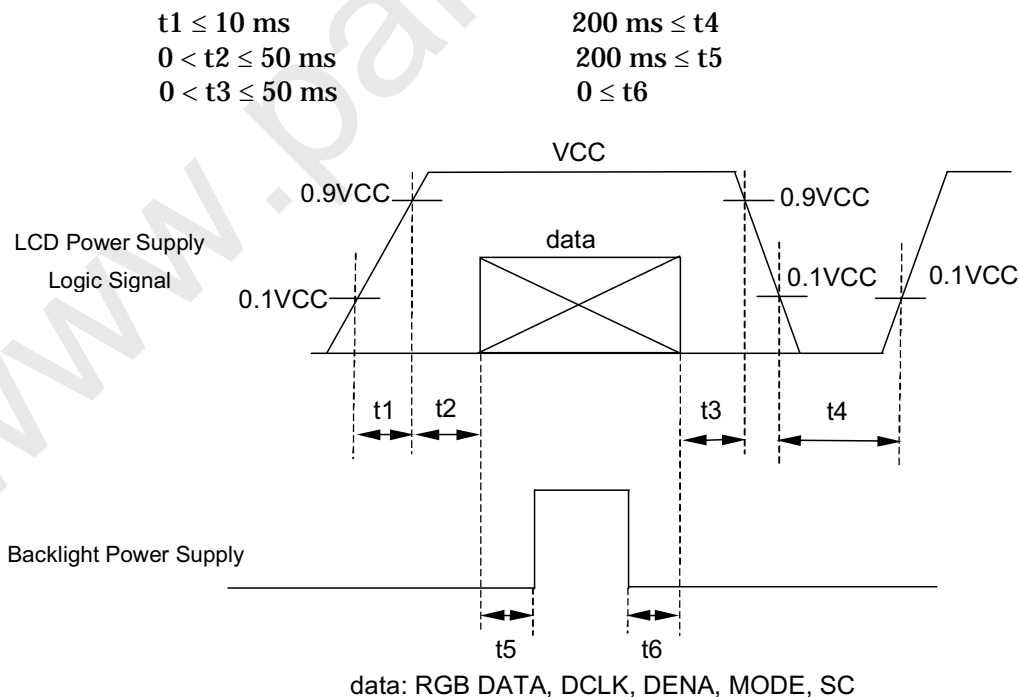 t1 ≤ 10 ms 200 ms ≤ t4
0 < t2 ≤ 50 ms 200 ms ≤ t5
0 < t3 ≤ 50 ms 0 ≤ t6
VCC
0.9VCC 0.9VCC
LCD Power Supply
Logic Signal
data
0.1VCC 0.1VCC 0.1VCC
t1 t2 t3 t4
Backlight Power Supply
t5 t6
data: RGB DATA, DCLK, DENA, MODE, SC
www.pa